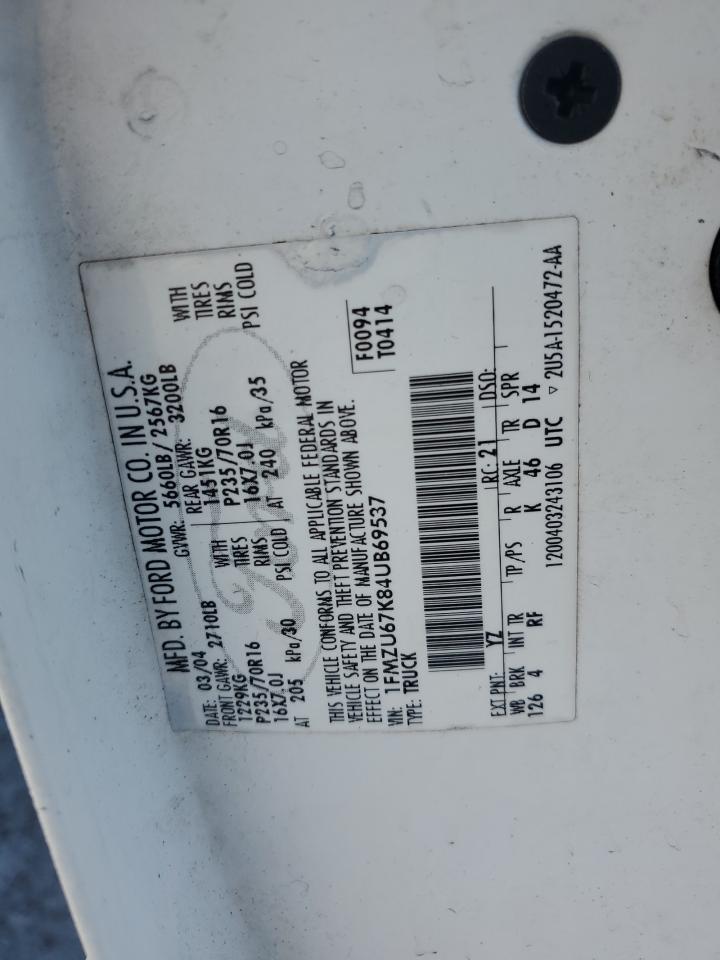 MFD. BY FORD MOTOR CO. IN U.S.A.
DATE: 03/04 GVWR: 5660LB/ 2567KG
FRONT GAWR: 2710LB REAR GAWR: 3200LB
1229KG WITH 1451KG WITH
P235/70R16 TIRES P235/70R16 TIRES
16X7.0J RIMS 16X7.0J RIMS
AT 205 kPa/30 PSI COLD AT 240 kPa/35 PSI COLD
THIS VEHICLE CONFORMS TO ALL APPLICABLE FEDERAL MOTOR
VEHICLE SAFETY AND THEFT PREVENTION STANDARDS IN
EFFECT ON THE DATE OF MANUFACTURE SHOWN ABOVE.
VIN: 1FMZU67K84UB69537 F0094
TYPE: TRUCK T0414
EXT PNT: YZ RC: 21 DSO:
WB BRK INT TR TP/PS R AXLE TR SPR
126 4 RF K 46 D 14
1200403243106 UTC ▽ 2U5A-1520472-AA
Ford